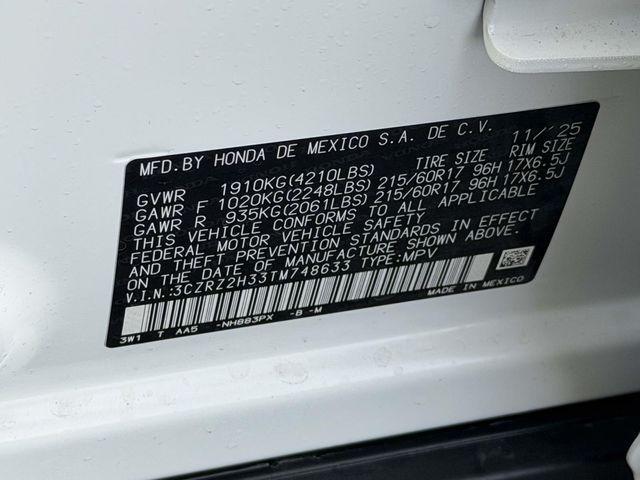 MFD.BY HONDA DE MEXICO S.A. DE C.V. 11/'25
GVWR 1910KG(4210LBS) TIRE SIZE RIM SIZE
GAWR F 1020KG(2248LBS) 215/60R17 96H 17X6.5J
GAWR R 935KG(2061LBS) 215/60R17 96H 17X6.5J
THIS VEHICLE CONFORMS TO ALL APPLICABLE
FEDERAL MOTOR VEHICLE SAFETY, BUMPER,
AND THEFT PREVENTION STANDARDS IN EFFECT
ON THE DATE OF MANUFACTURE SHOWN ABOVE.
V.I.N.:3CZRZ2H33TM748633 TYPE:MPV
3W1 T AA5 -NH883PX -B -M
MADE IN MEXICO